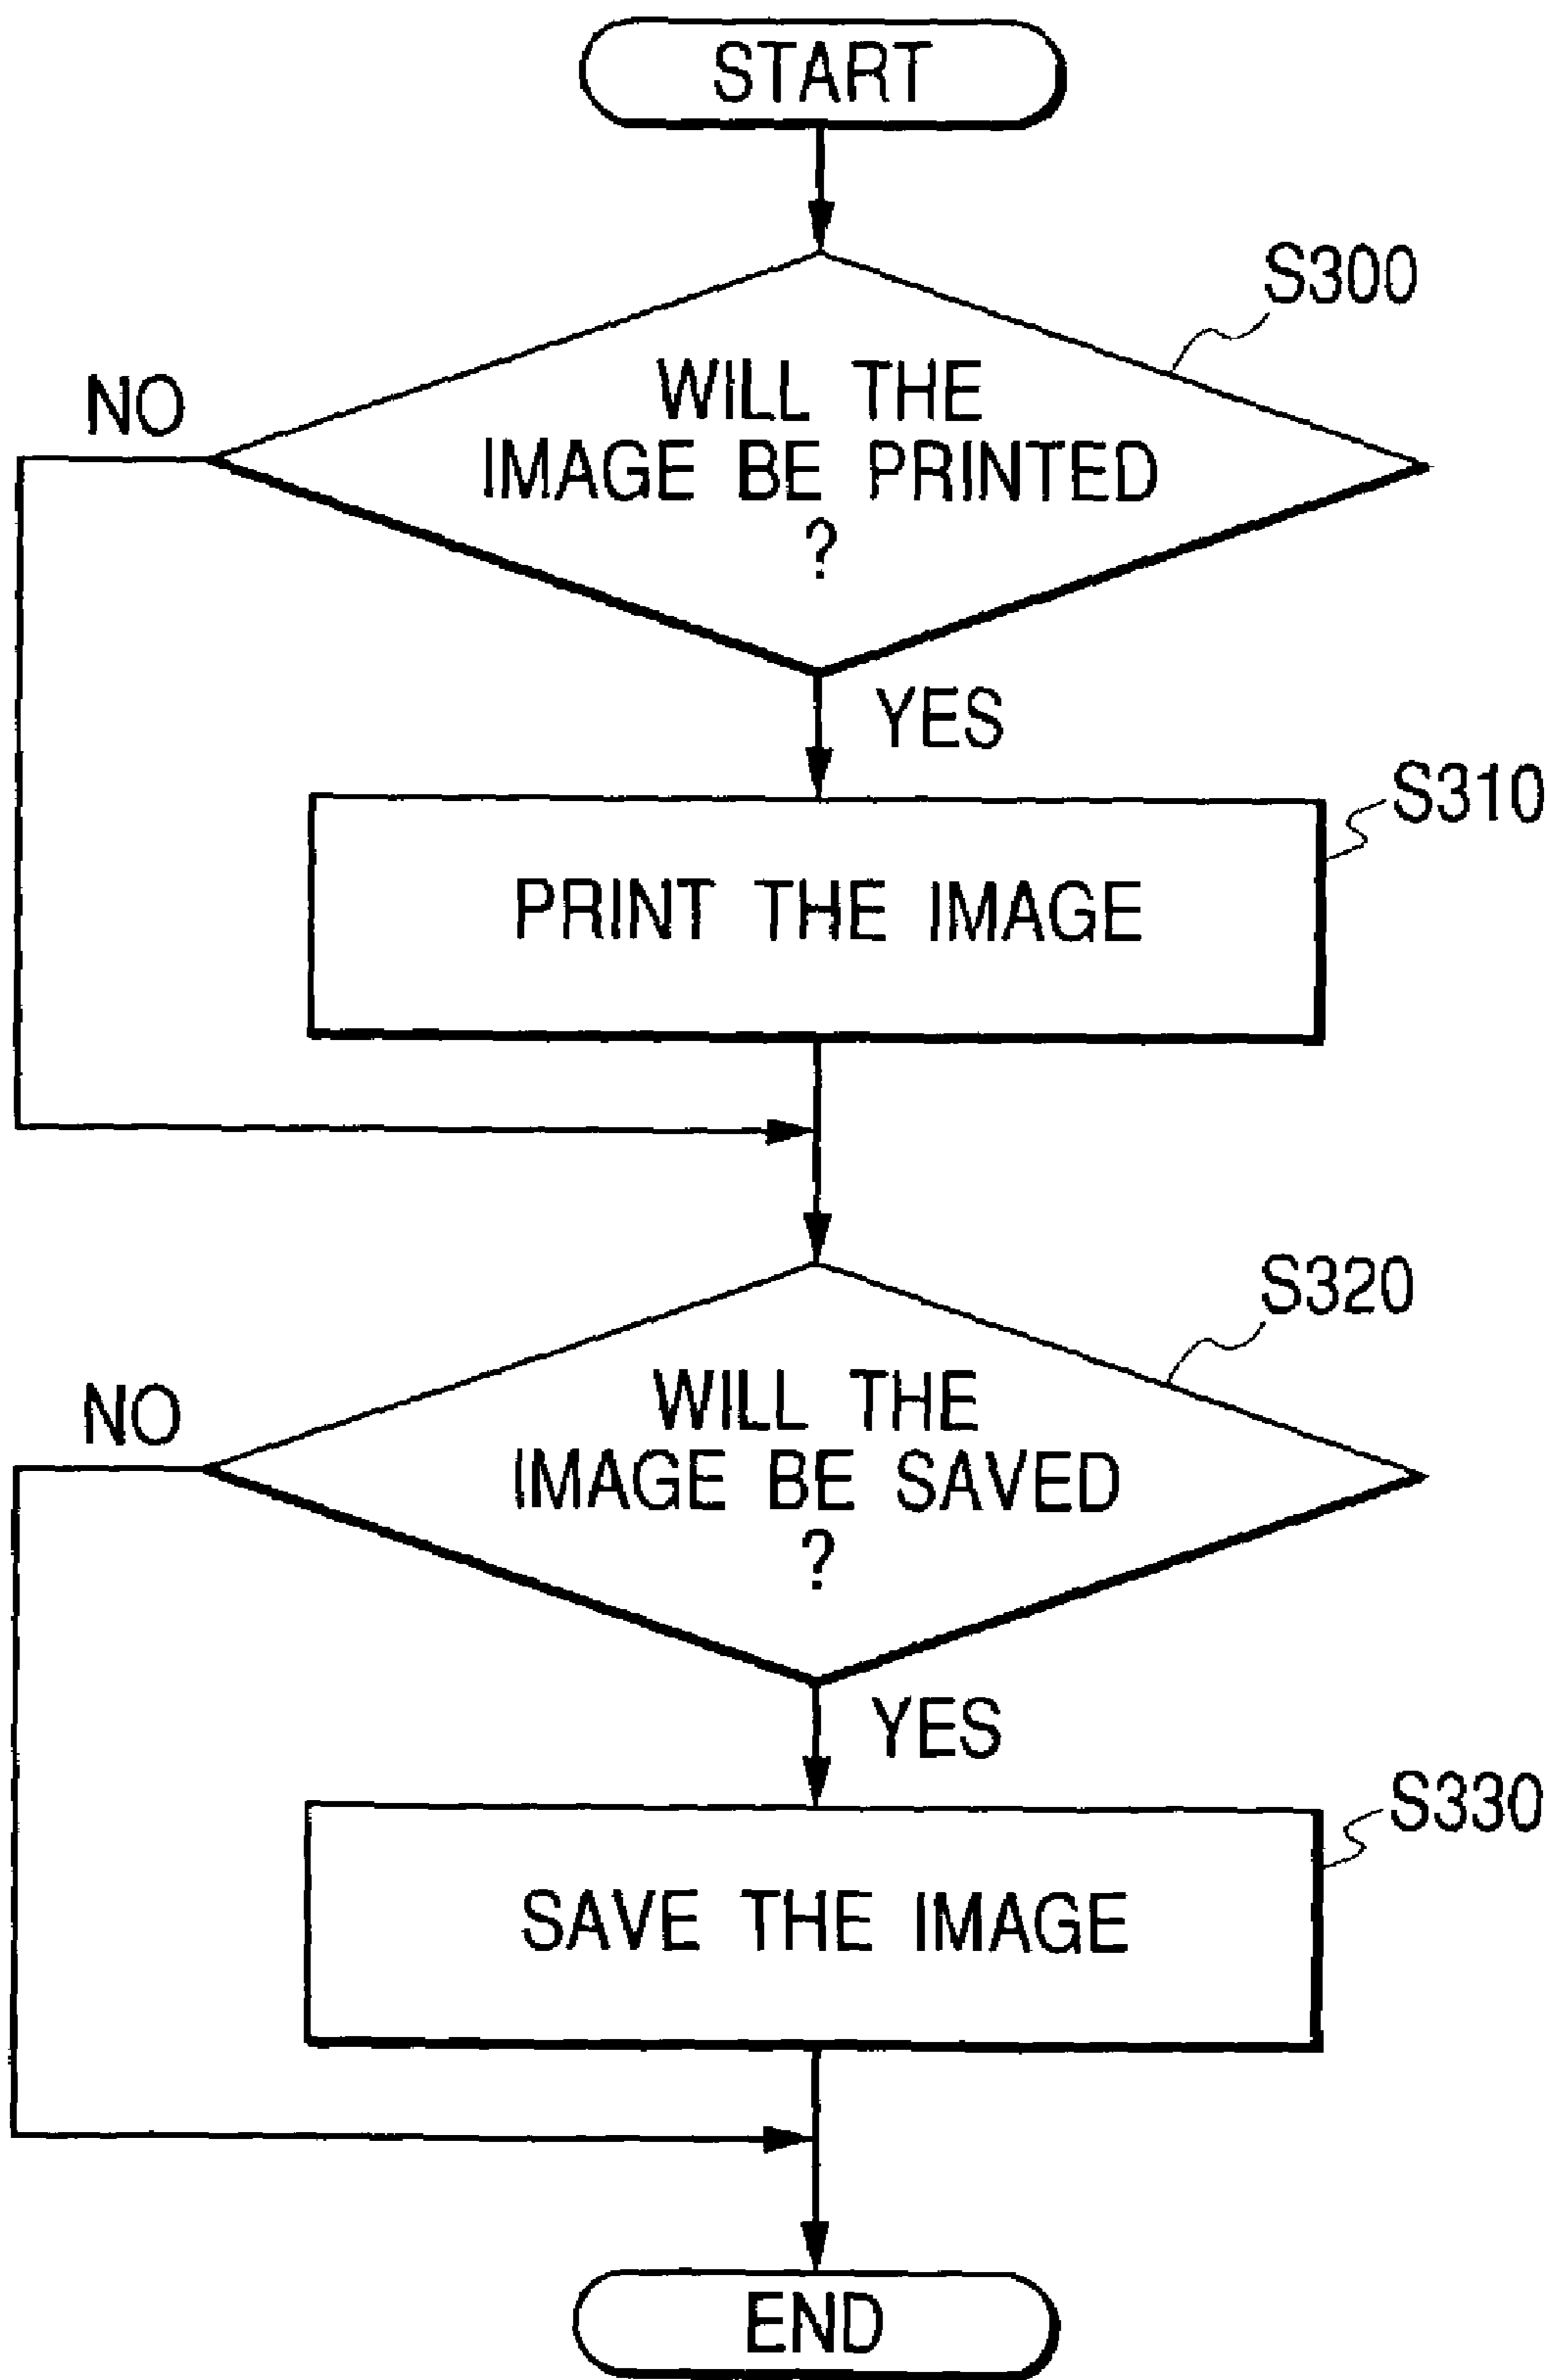 START
S300
NO
WILL THE
IMAGE BE PRINTED
?
YES
S310
PRINT THE IMAGE
S320
NO
WILL THE
IMAGE BE SAVED
?
YES
S330
SAVE THE IMAGE
END